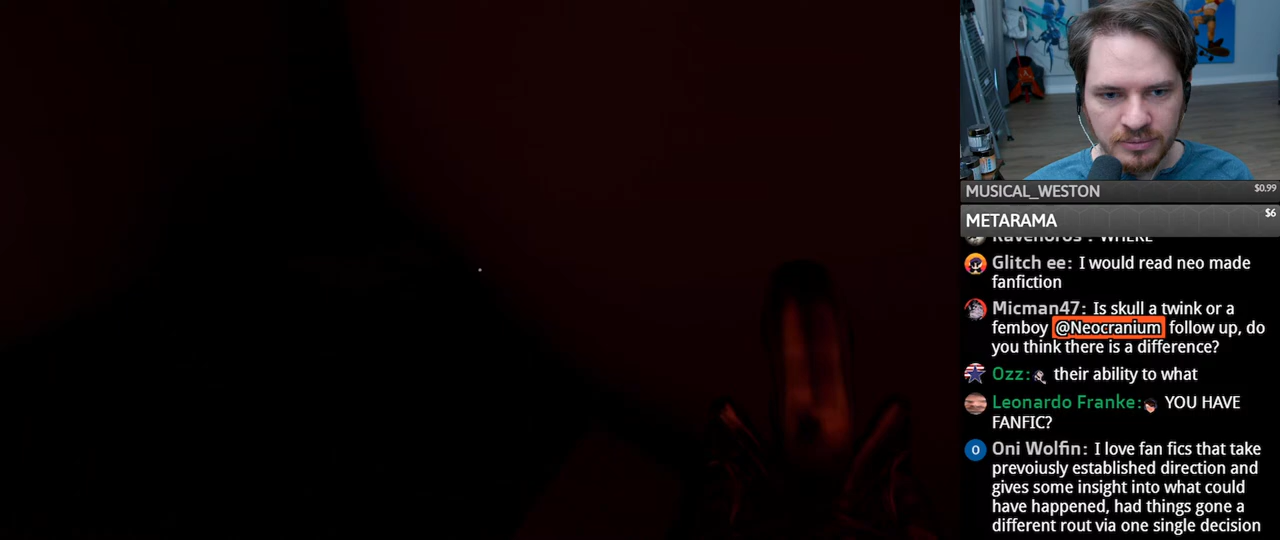 MUSICAL_WESTON $0.99
METARAMA $6
Ravenoros : WHERE
Glitch ee: I would read neo made
fanfiction
Micman47: Is skull a twink or a
femboy @Neocranium follow up, do
you think there is a difference?
Ozz: their ability to what
Leonardo Franke: YOU HAVE
FANFIC?
O Oni Wolfin: I love fan fics that take
prevoiusly established direction and
gives some insight into what could
have happened, had things gone a
different rout via one single decision